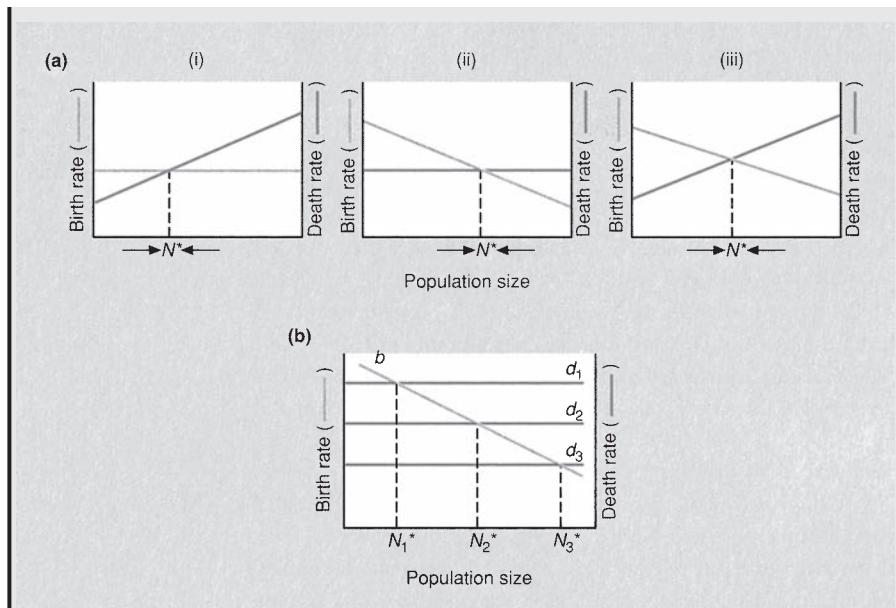 (a)
(i)
(ii)
(iii)
Birth rate ( )
Death rate ( )
Birth rate ( )
Death rate ( )
Birth rate ( )
Death rate ( )
N*
N*
N*
Population size
(b)
b
d1
d2
d3
Birth rate ( )
Death rate ( )
N1* N2* N3*
Population size